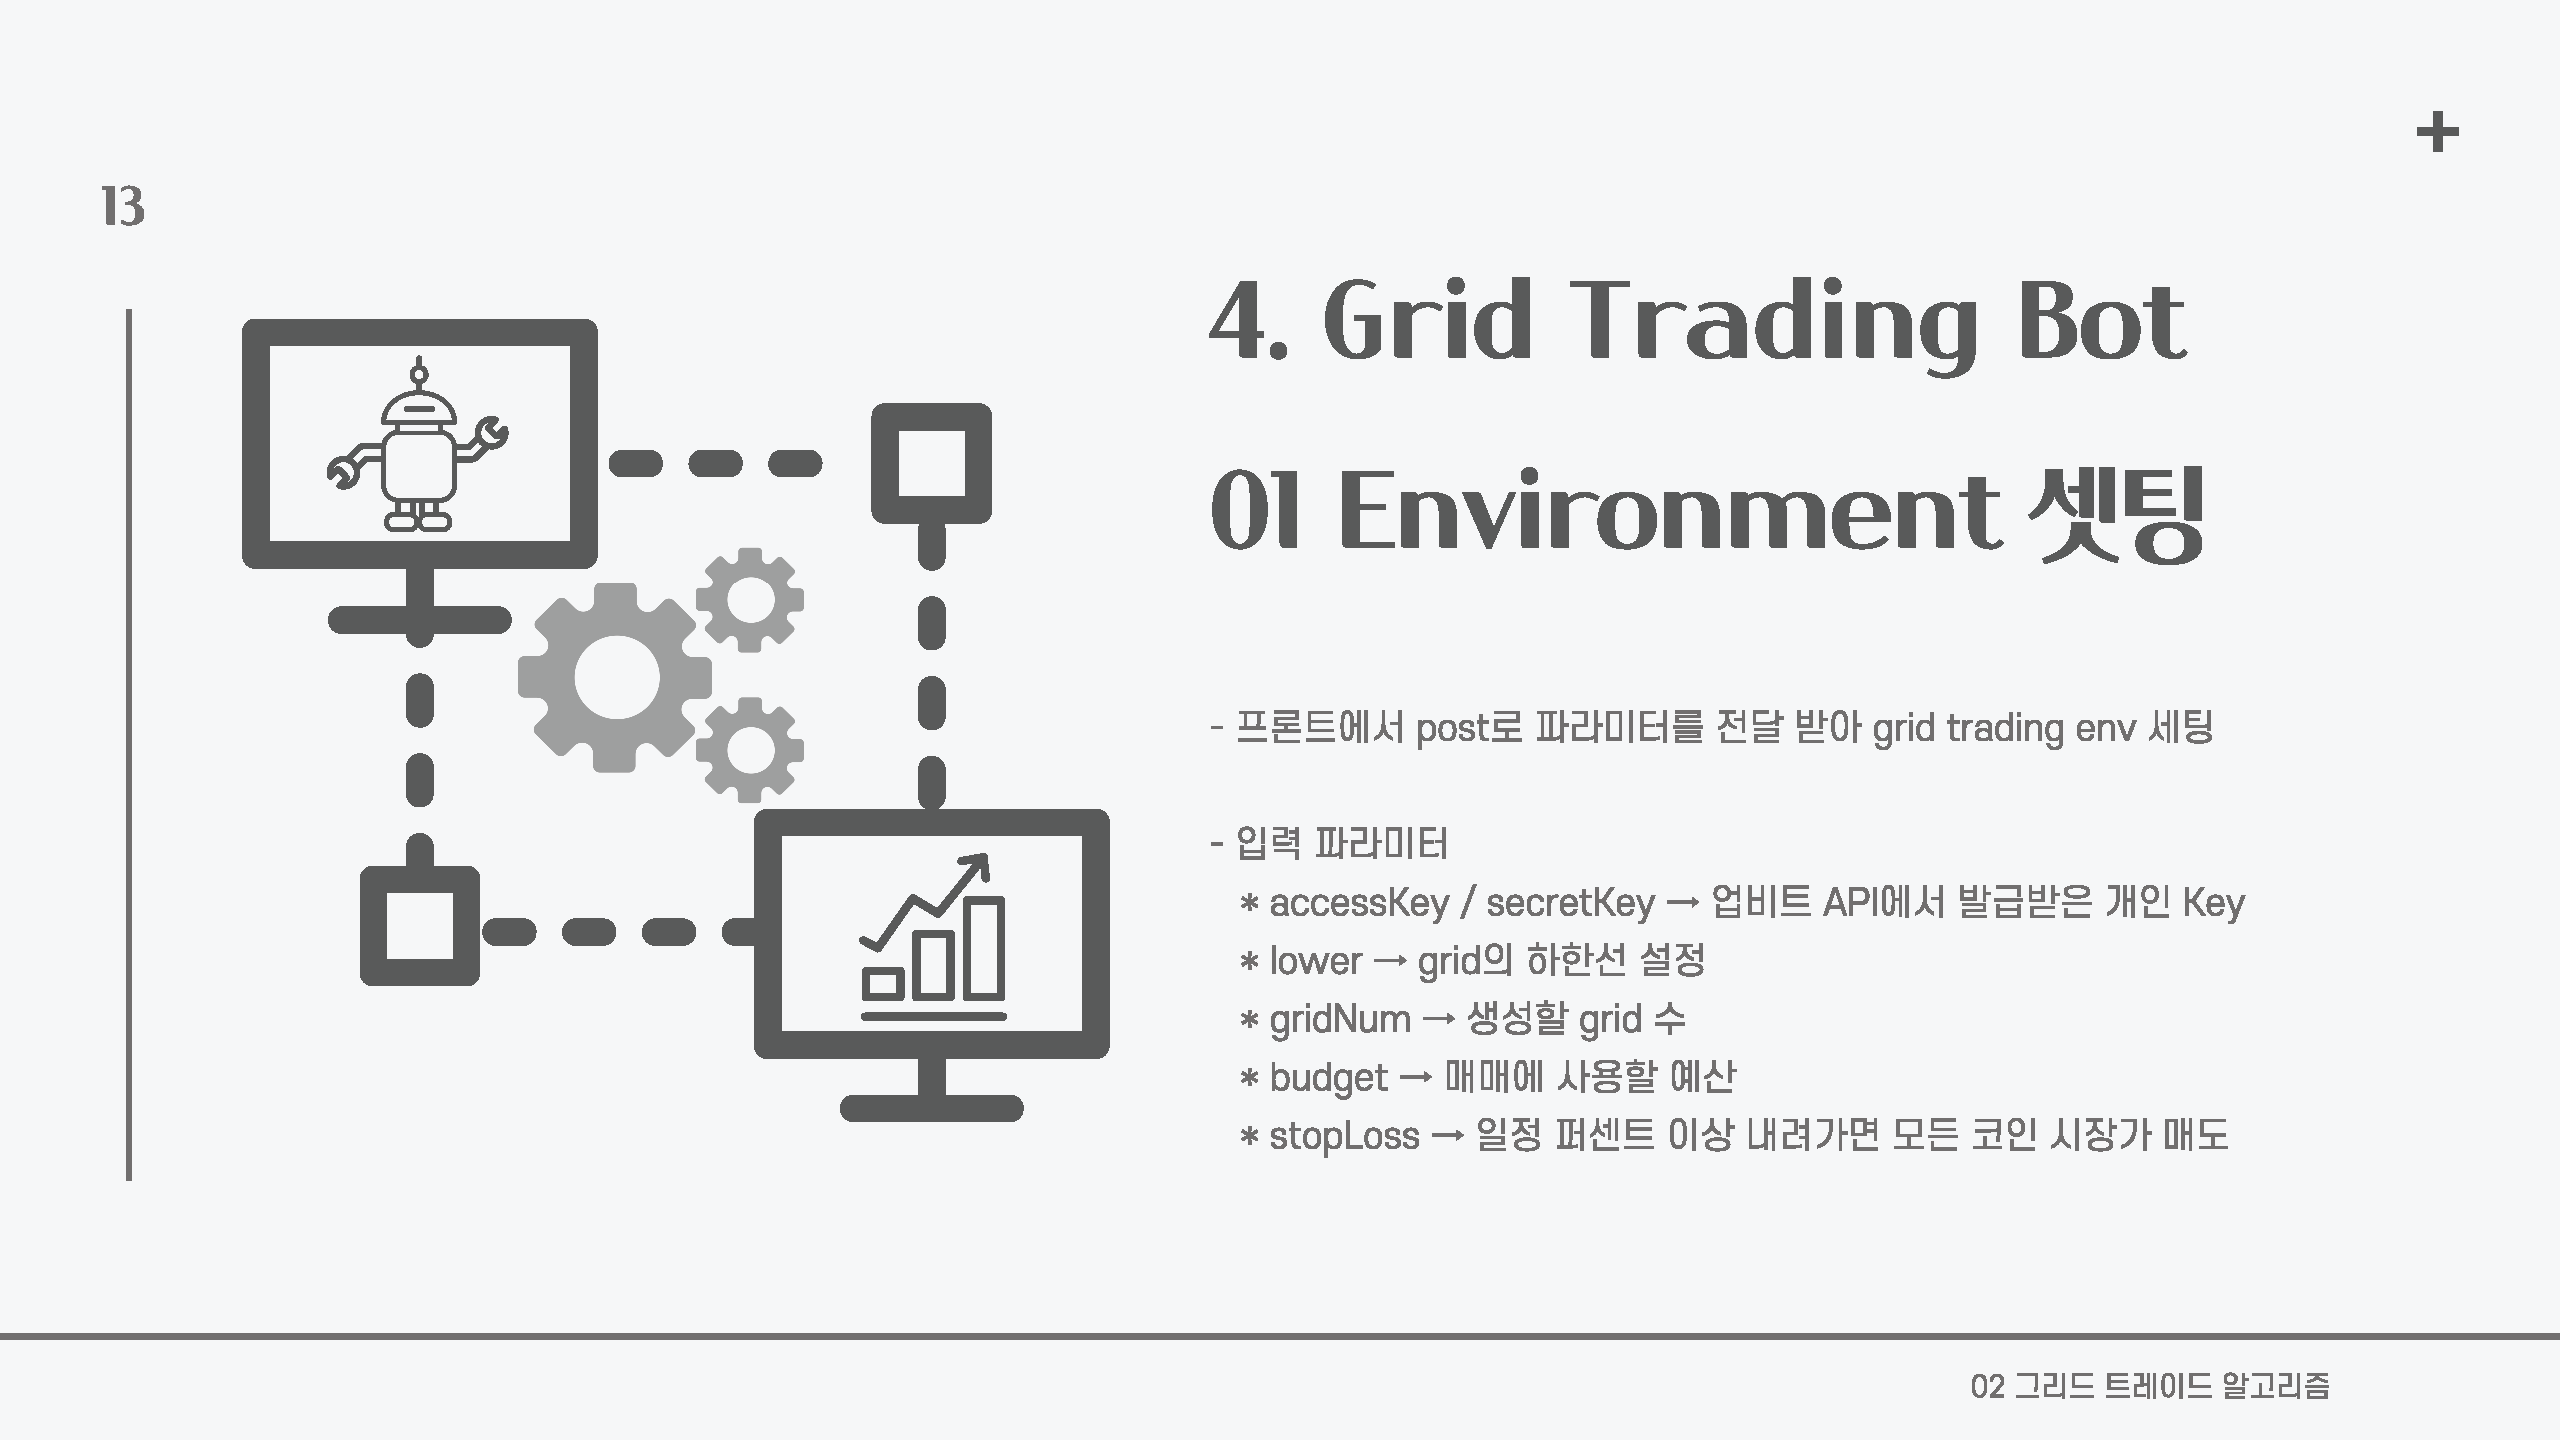 +
13
4. Grid Trading Bot
01 Environment 셋팅
- 프론트에서 post로 파라미터를 전달 받아 grid trading env 세팅
- 입력 파라미터
* accessKey / secretKey → 업비트 API에서 발급받은 개인 Key
* lower → grid의 하한선 설정
* gridNum → 생성할 grid 수
* budget → 매매에 사용할 예산
* stopLoss → 일정 퍼센트 이상 내려가면 모든 코인 시장가 매도
02 그리드 트레이드 알고리즘